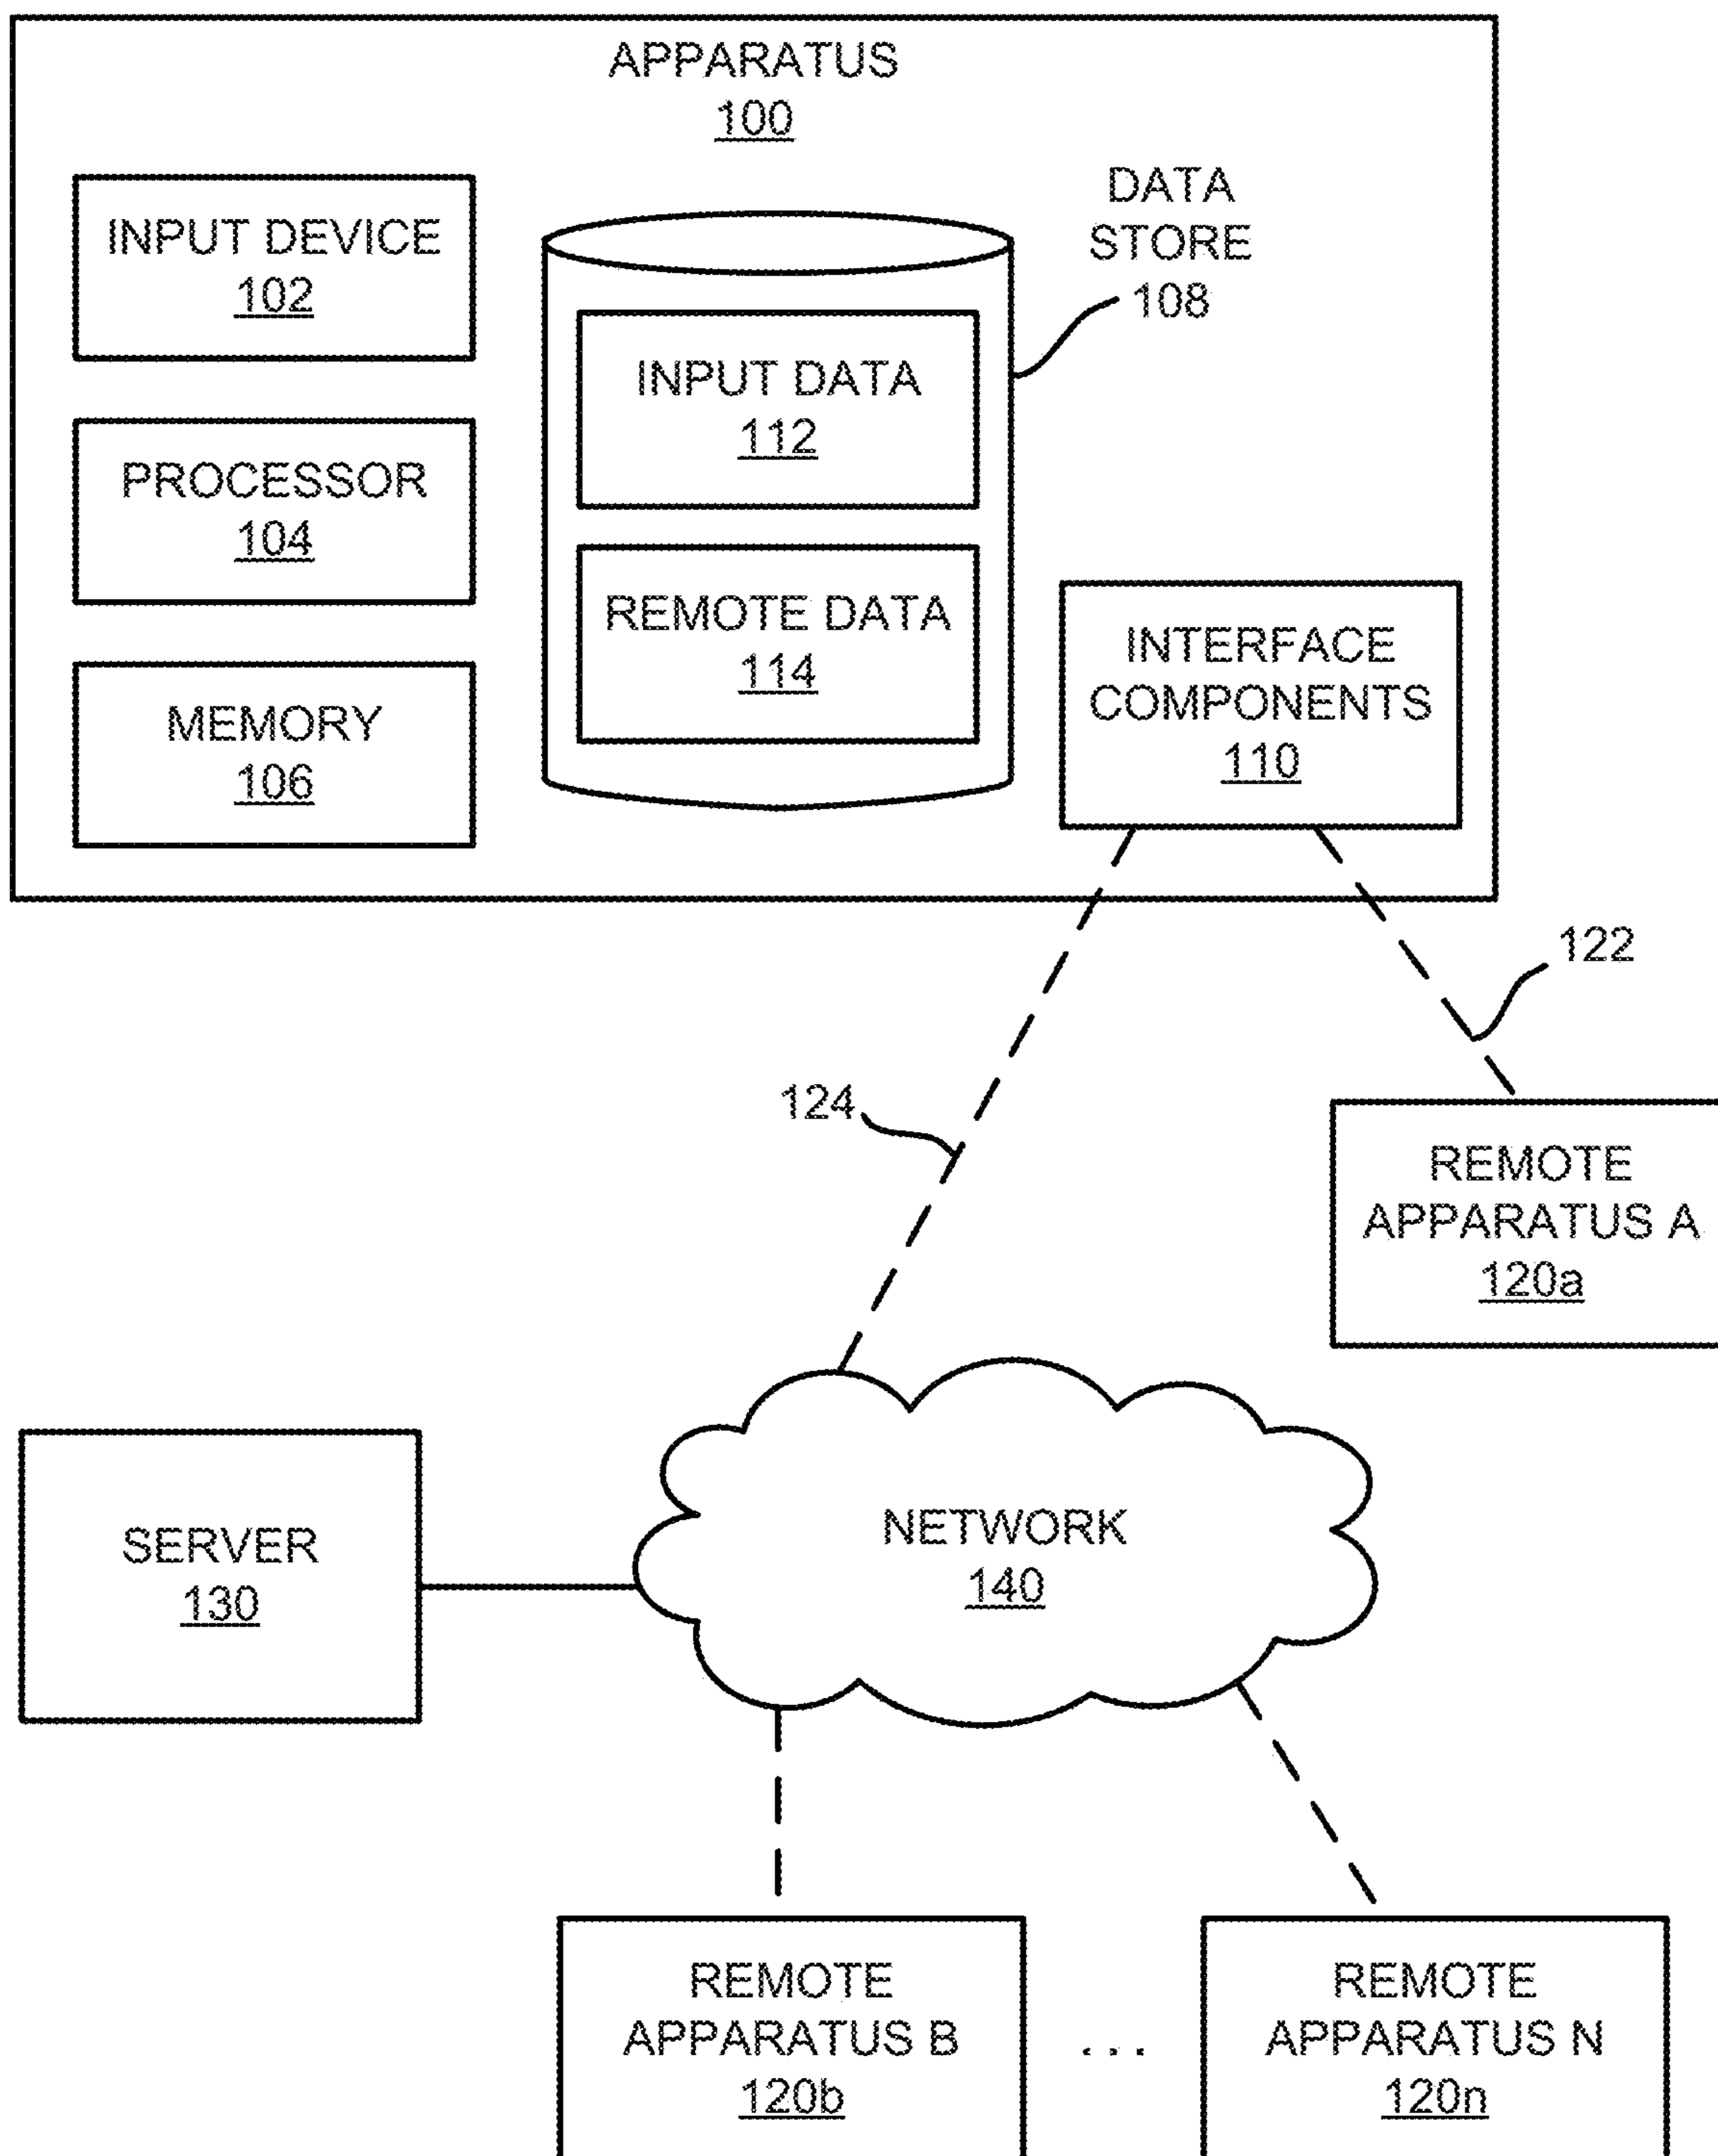 APPARATUS
100
INPUT DEVICE
102
PROCESSOR
104
MEMORY
106
DATA
STORE
108
INPUT DATA
112
REMOTE DATA
114
INTERFACE
COMPONENTS
110
122
124
REMOTE
APPARATUS A
120a
NETWORK
140
SERVER
130
REMOTE
APPARATUS B
120b
...
REMOTE
APPARATUS N
120n